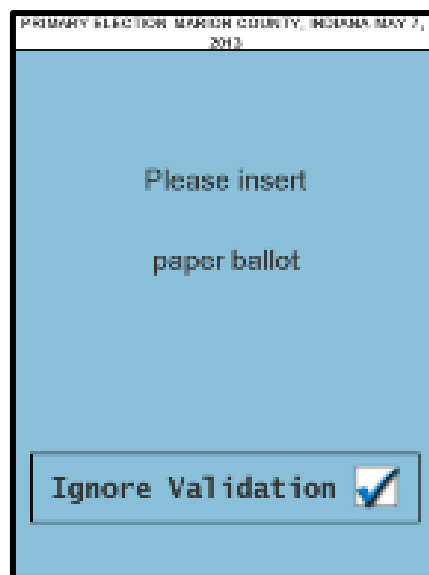 PRIMARY ELECTION MARION COUNTY, INDIANA MAY 7,
2013
Please insert
paper ballot
Ignore Validation